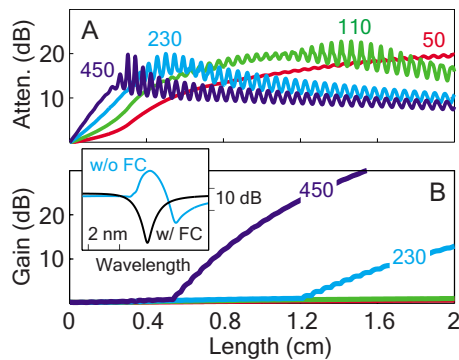 A
230
110
50
450
20
10
Atten. (dB)
w/o FC
10 dB
w/ FC
2 nm
Wavelength
B
450
230
20
10
Gain (dB)
0
0.4
0.8
1.2
1.6
2
Length (cm)